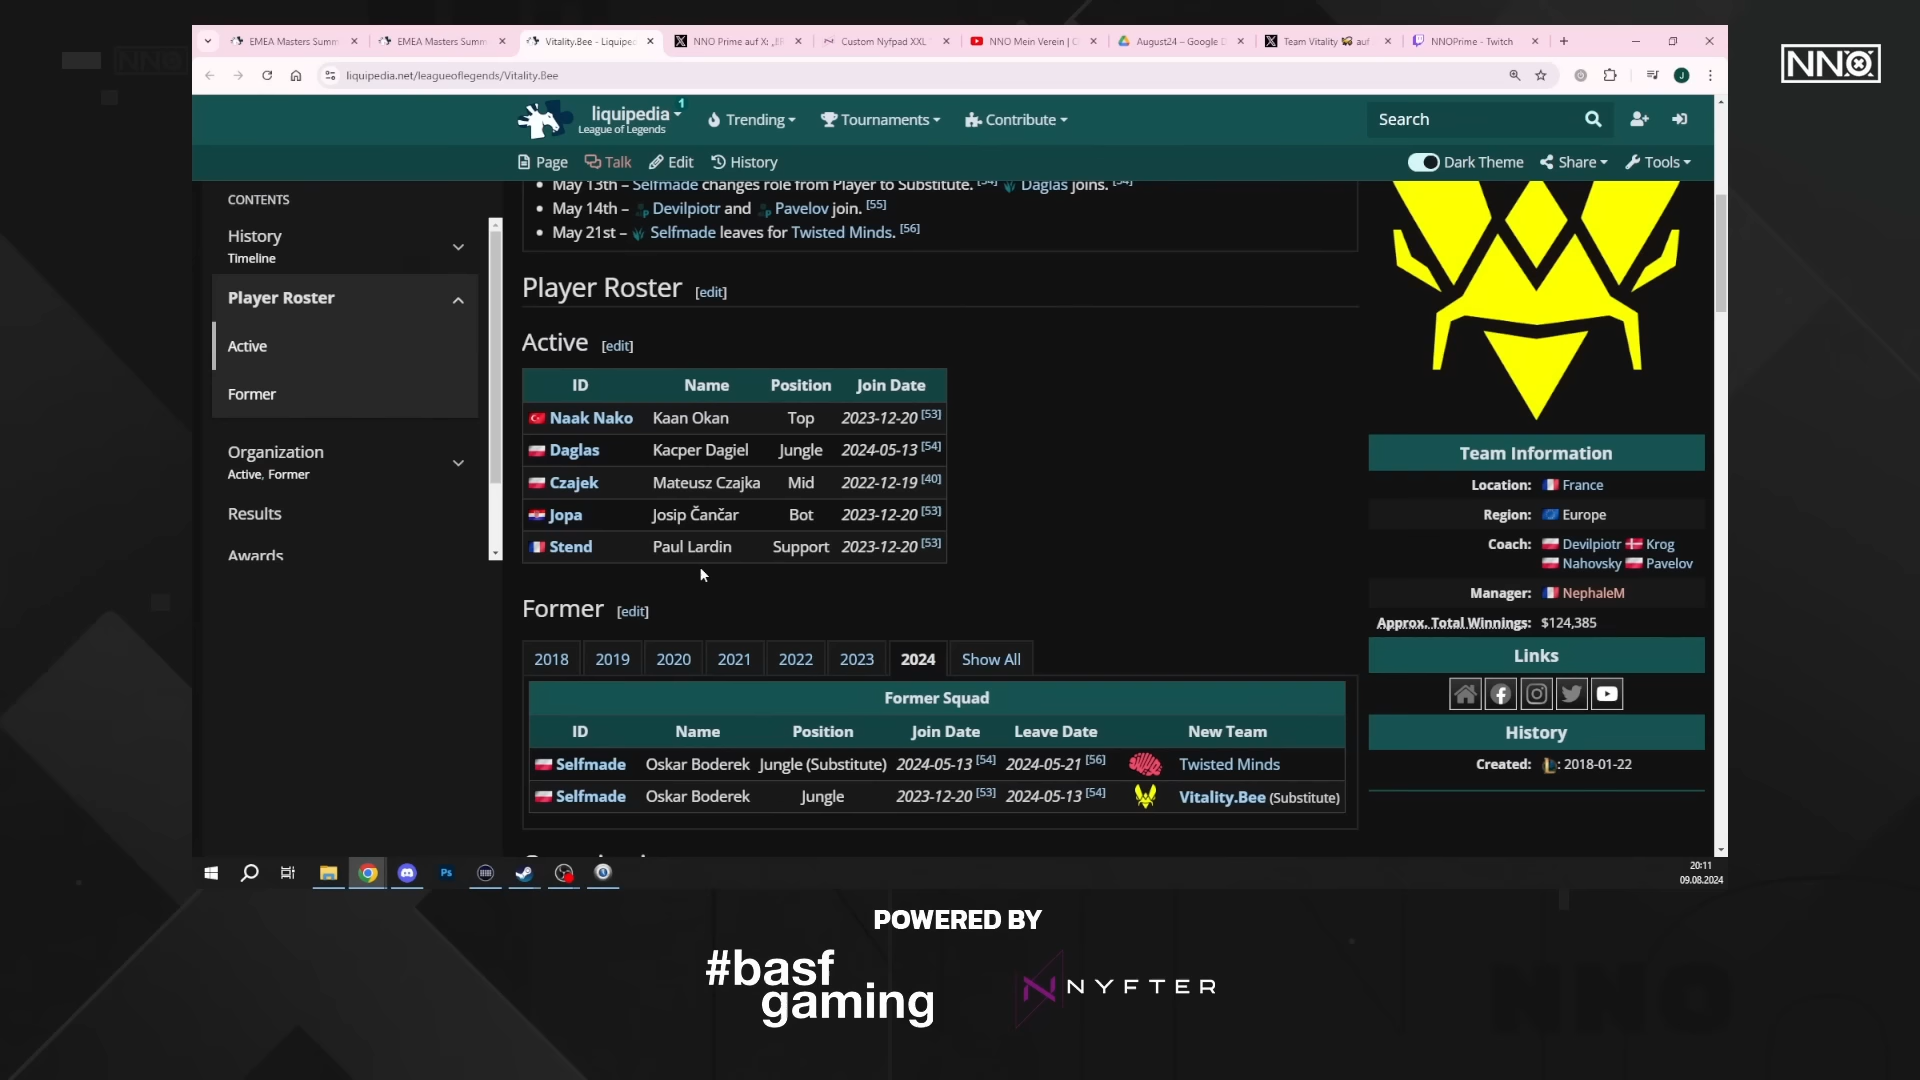 EMEA Masters Summ
EMEA Masters Summ
Vitality.Bee - Liquipe
NNO Prime auf X:
Custom Nyfpad XXL
NNO Mein Verein |
August24 – Google D
Team Vitality auf
NNOPrime - Twitch
liquipedia.net/leagueoflegends/Vitality.Bee
J
NNO
liquipedia
1
League of Legends
Trending
Tournaments
Contribute
Search
Page
Talk
Edit
History
Dark Theme
Share
Tools
CONTENTS
History
Timeline
Player Roster
Active
Former
Organization
Active, Former
Results
Awards
• May 13th – Selfmade changes role from Player to Substitute. [54] Daglas joins. [54]
• May 14th – Devilpiotr and Pavelov join. [55]
• May 21st – Selfmade leaves for Twisted Minds. [56]
Player Roster [edit]
Active [edit]
ID Name Position Join Date
Naak Nako Kaan Okan Top 2023-12-20 [53]
Daglas Kacper Dagiel Jungle 2024-05-13 [54]
Czajek Mateusz Czajka Mid 2022-12-19 [40]
Jopa Josip Čančar Bot 2023-12-20 [53]
Stend Paul Lardin Support 2023-12-20 [53]
Former [edit]
2018 2019 2020 2021 2022 2023 2024 Show All
Former Squad
ID Name Position Join Date Leave Date New Team
Selfmade Oskar Boderek Jungle (Substitute) 2024-05-13 [54] 2024-05-21 [56] Twisted Minds
Selfmade Oskar Boderek Jungle 2023-12-20 [53] 2024-05-13 [54] Vitality.Bee (Substitute)
Team Information
Location: France
Region: Europe
Coach: Devilpiotr Krog
Nahovsky Pavelov
Manager: NephaleM
Approx. Total Winnings: $124,385
Links
History
Created: : 2018-01-22
Ps
20:11
09.08.2024
POWERED BY
#basf
gaming
NYFTER